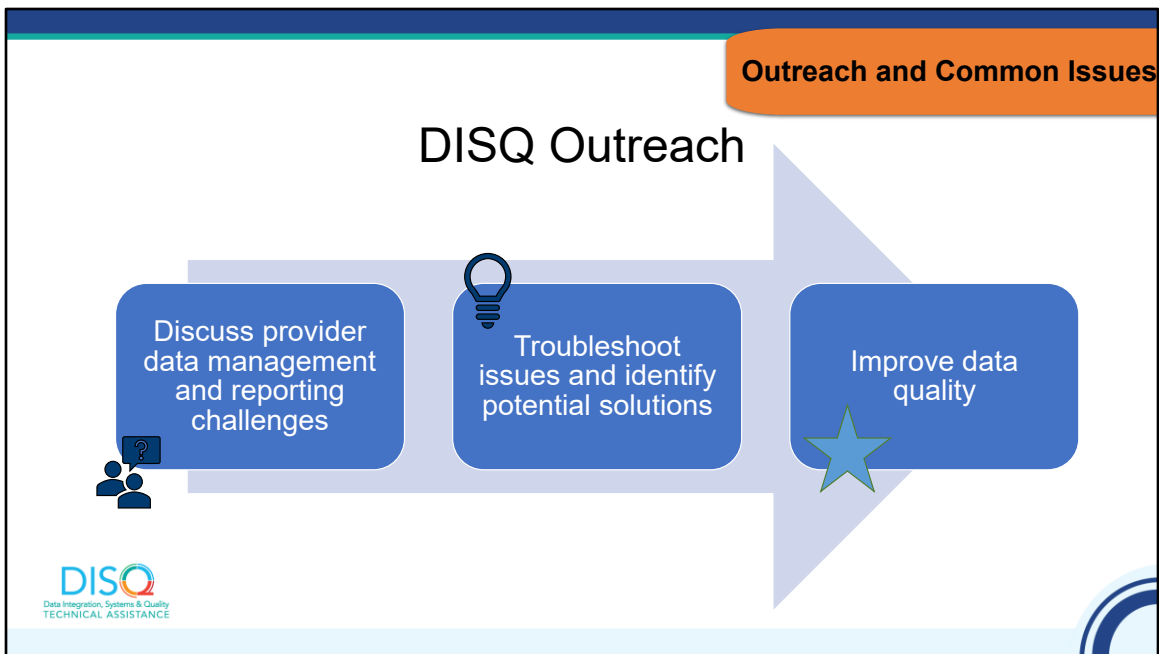 Outreach and Common Issues
DISQ Outreach
Discuss provider
data management
and reporting
challenges
?
Troubleshoot
issues and identify
potential solutions
Improve data
quality
DISQ
Data Integration, Systems & Quality
TECHNICAL ASSISTANCE